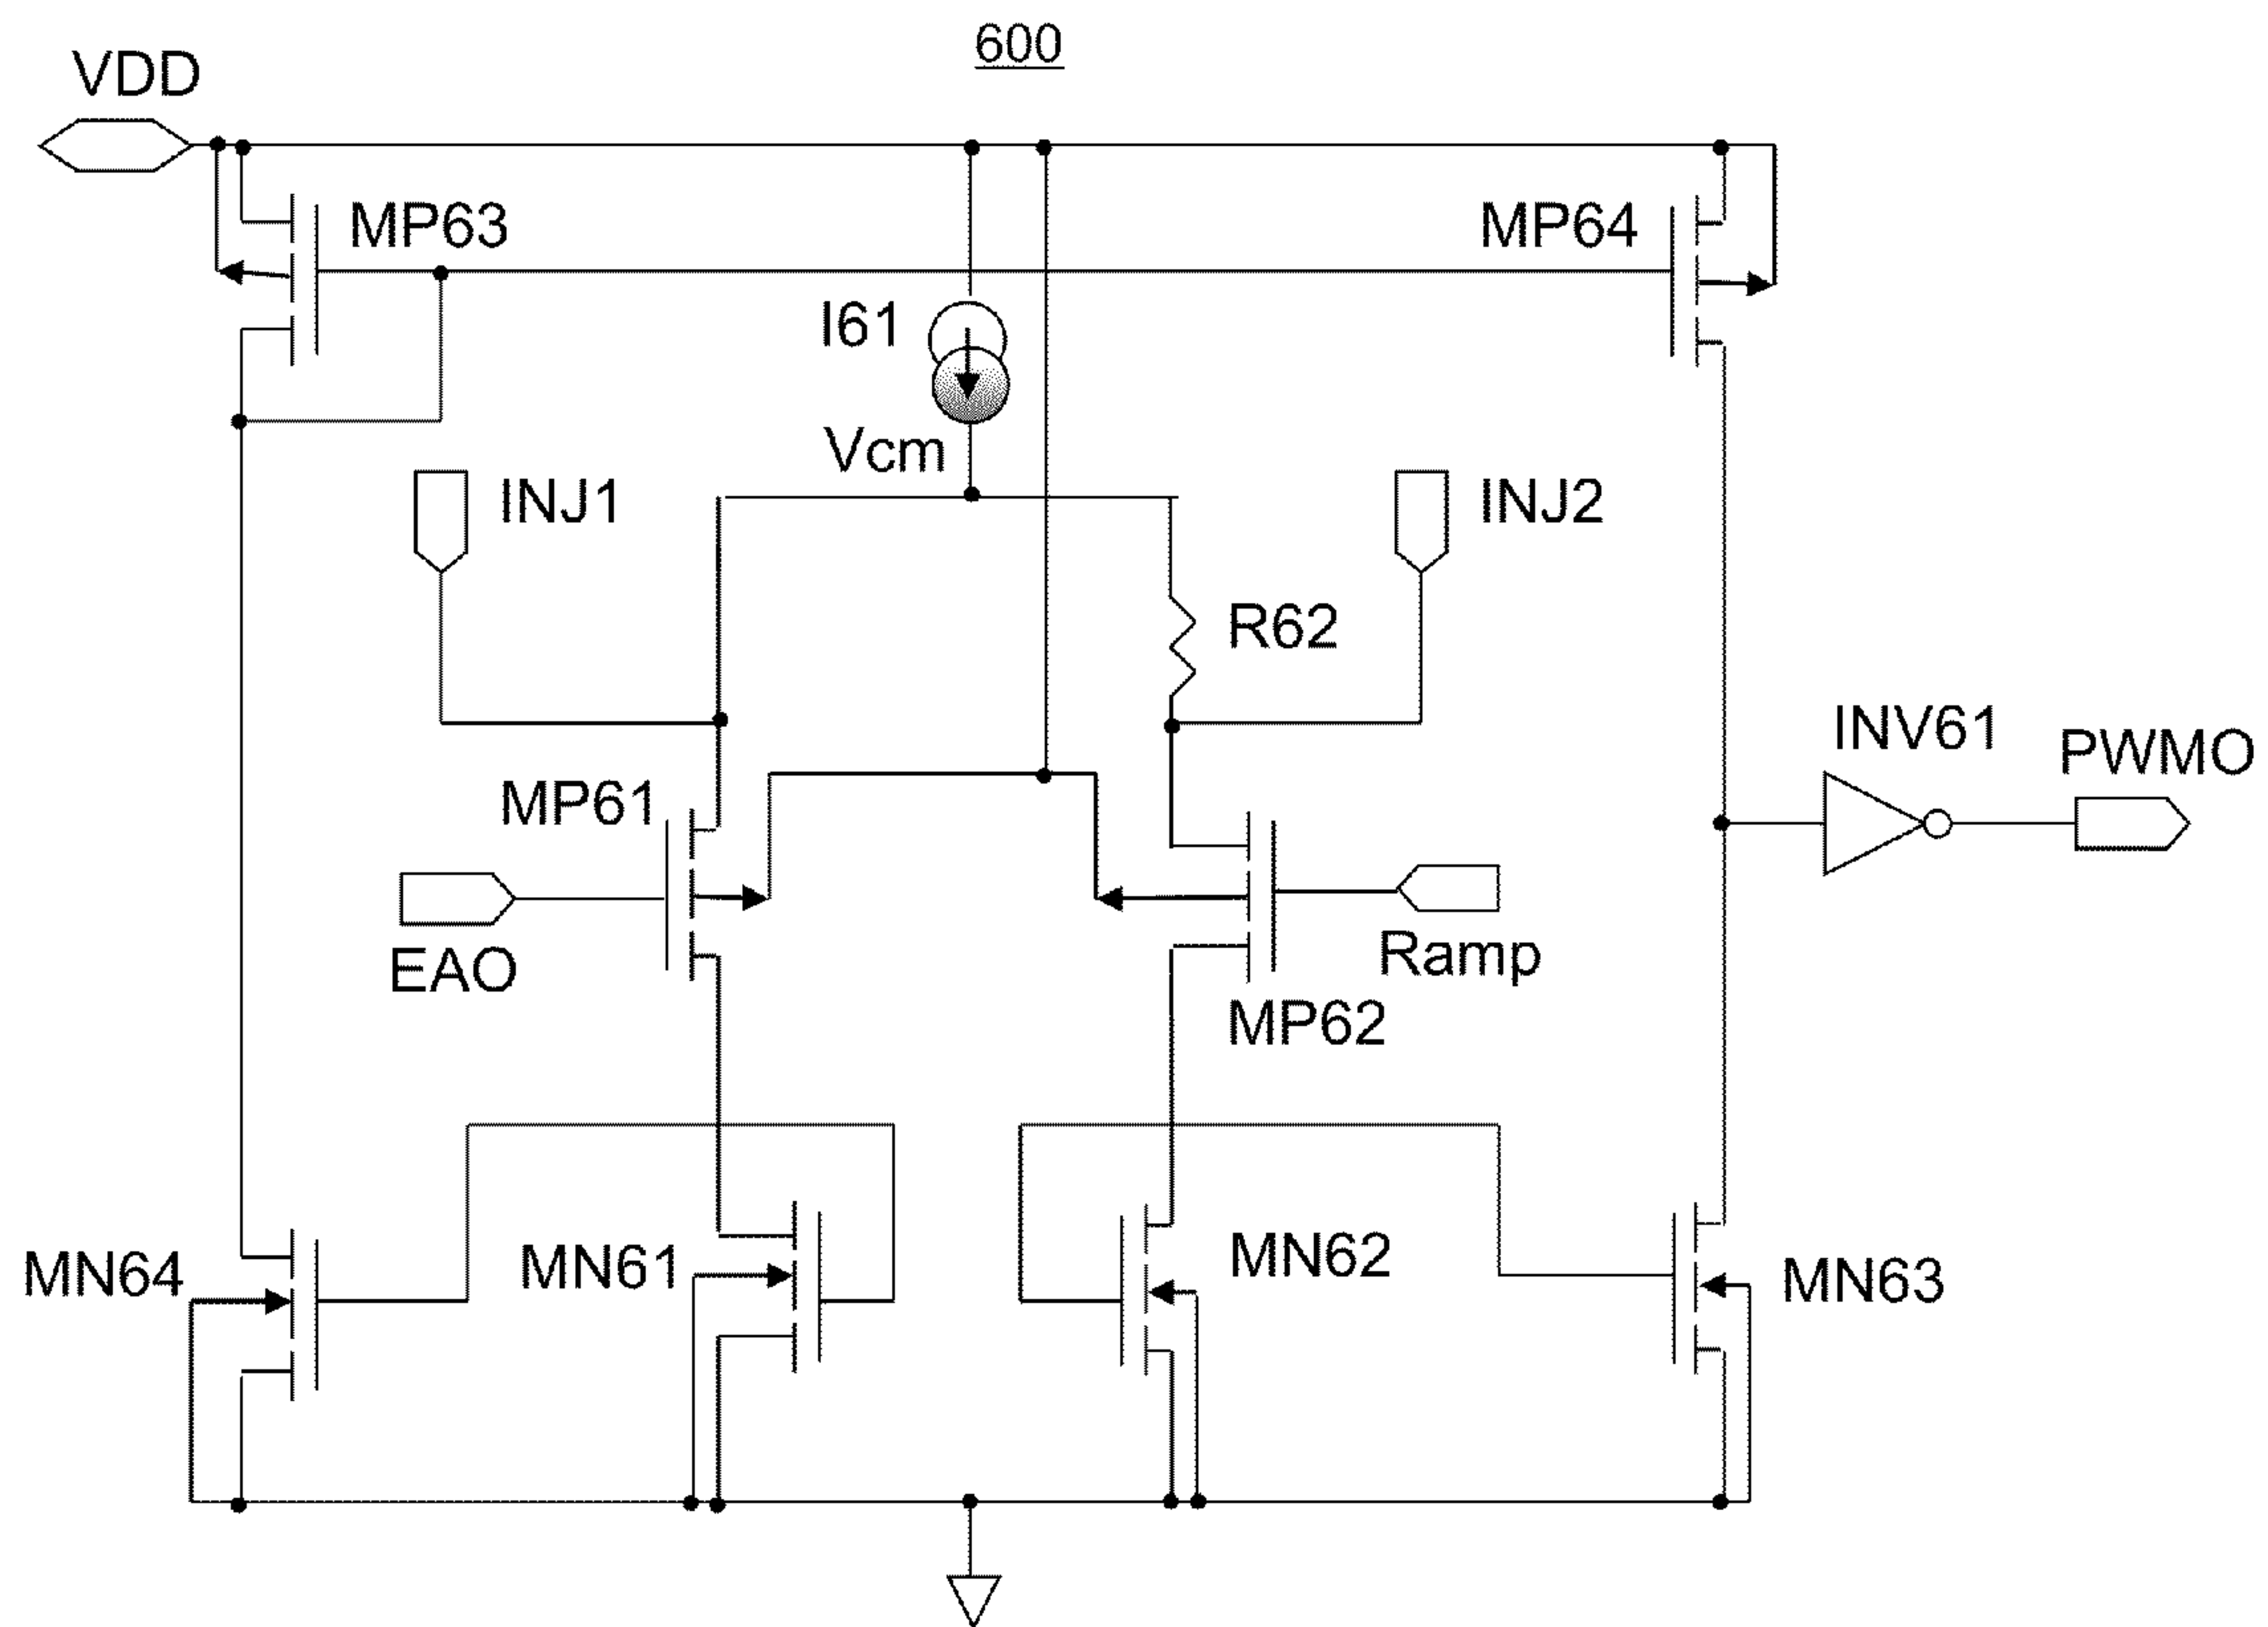 600
VDD
MP63
MP64
I61
Vcm
INJ1
INJ2
R62
INV61
PWMO
MP61
EAO
Ramp
MP62
MN64
MN61
MN62
MN63